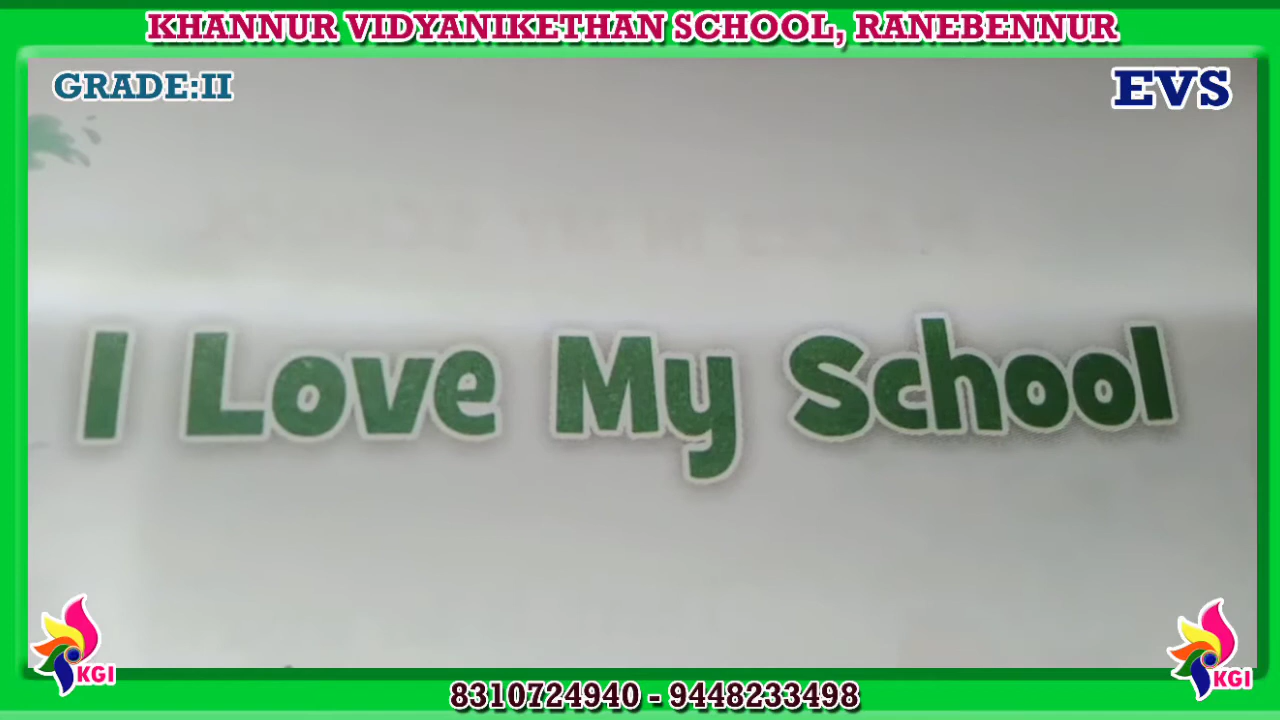 KHANNUR VIDYANIKETHAN SCHOOL, RANEBENNUR
GRADE:II
EVS
I Love My School
KGI
KGI
8310724940 - 9448233498